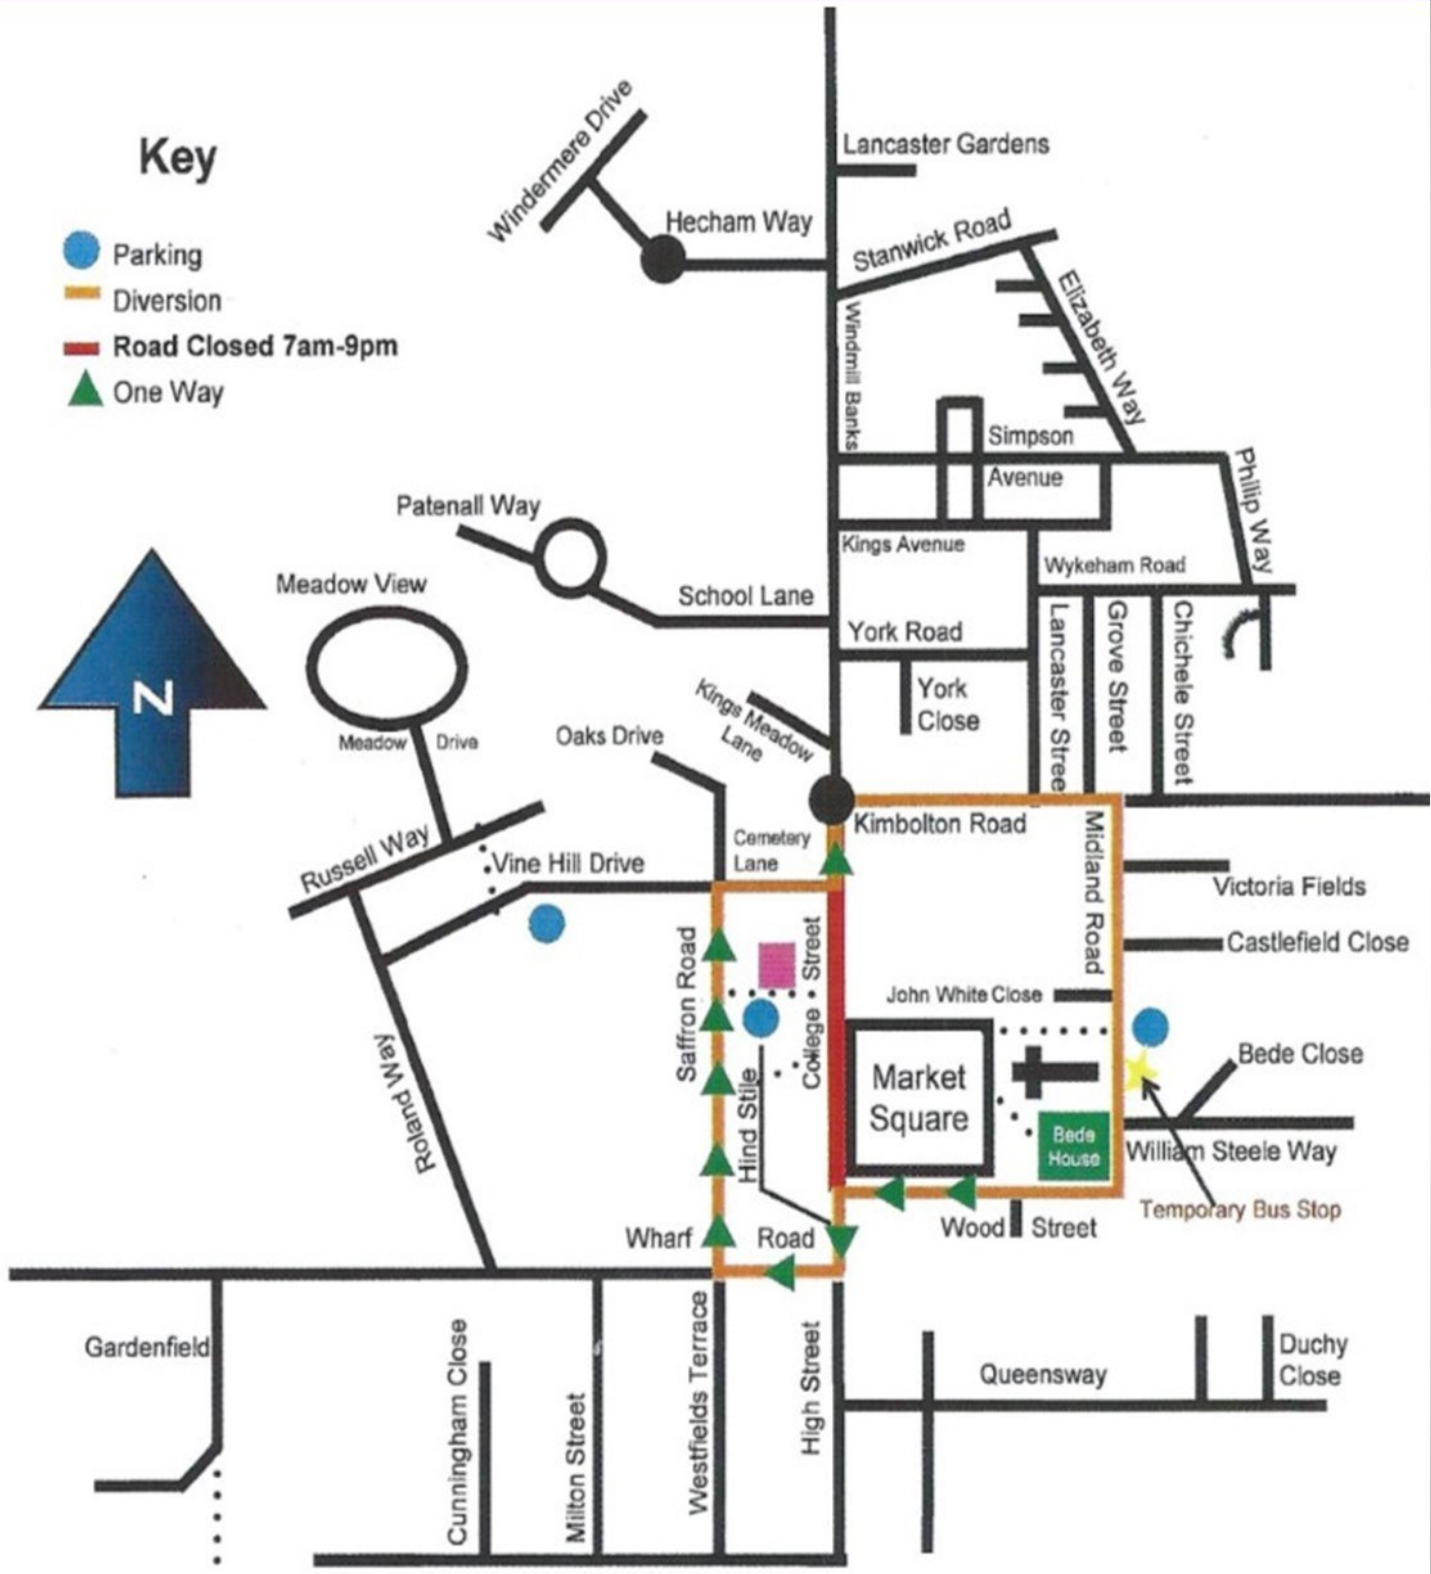 Key
Parking
Diversion
Road Closed 7am-9pm
One Way
N
Windermere Drive
Hecham Way
Lancaster Gardens
Stanwick Road
Windmill Banks
Elizabeth Way
Simpson
Avenue
Philip Way
Patenall Way
Kings Avenue
Wykeham Road
Meadow View
School Lane
York Road
Lancaster Street
Grove Street
Chichele Street
York
Close
Kings Meadow
Lane
Meadow Drive
Oaks Drive
Kimbolton Road
Cemetery
Lane
Midland Road
Russell Way
Vine Hill Drive
Victoria Fields
Castlefield Close
Saffron Road
College Street
John White Close
Roland Way
Hind Stile
Market
Square
Bede Close
Bede
House
William Steele Way
Temporary Bus Stop
Wharf Road
Wood Street
Gardenfield
Cunningham Close
Milton Street
Westfields Terrace
High Street
Queensway
Duchy
Close